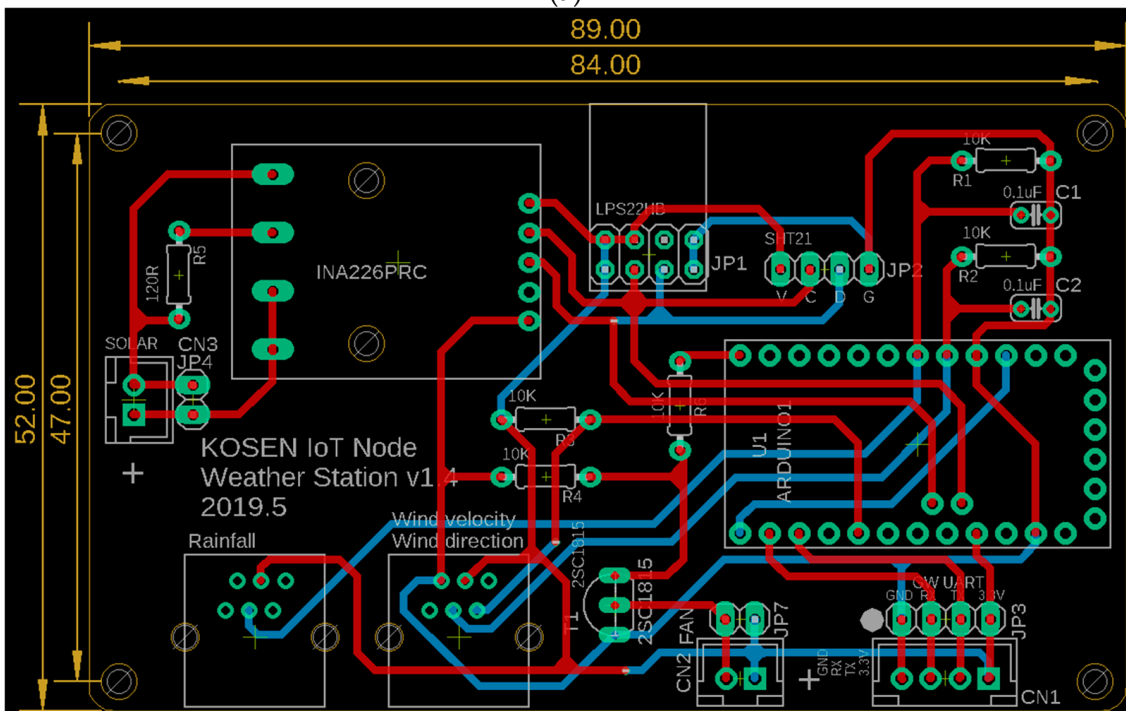 89.00
84.00
52.00
47.00
10K
R1
0.1uF
C1
LPS22HB
JP1
SHT21
JP2
V C D G
10K
R2
0.1uF
C2
120R
R5
INA226PRC
SOLAR
CN3
JP4
+
KOSEN IoT Node
Weather Station v1.4
2019.5
10K
R3
10K
R4
10K
R6
U1
ARDUINO1
Rainfall
Wind velocity
Wind direction
2SC1815
T1
2SC1815
FAN
JP7
CN2
+
GW UART
GND RX TX 3.3V
JP3
GND
RX
TX
3.3V
CN1